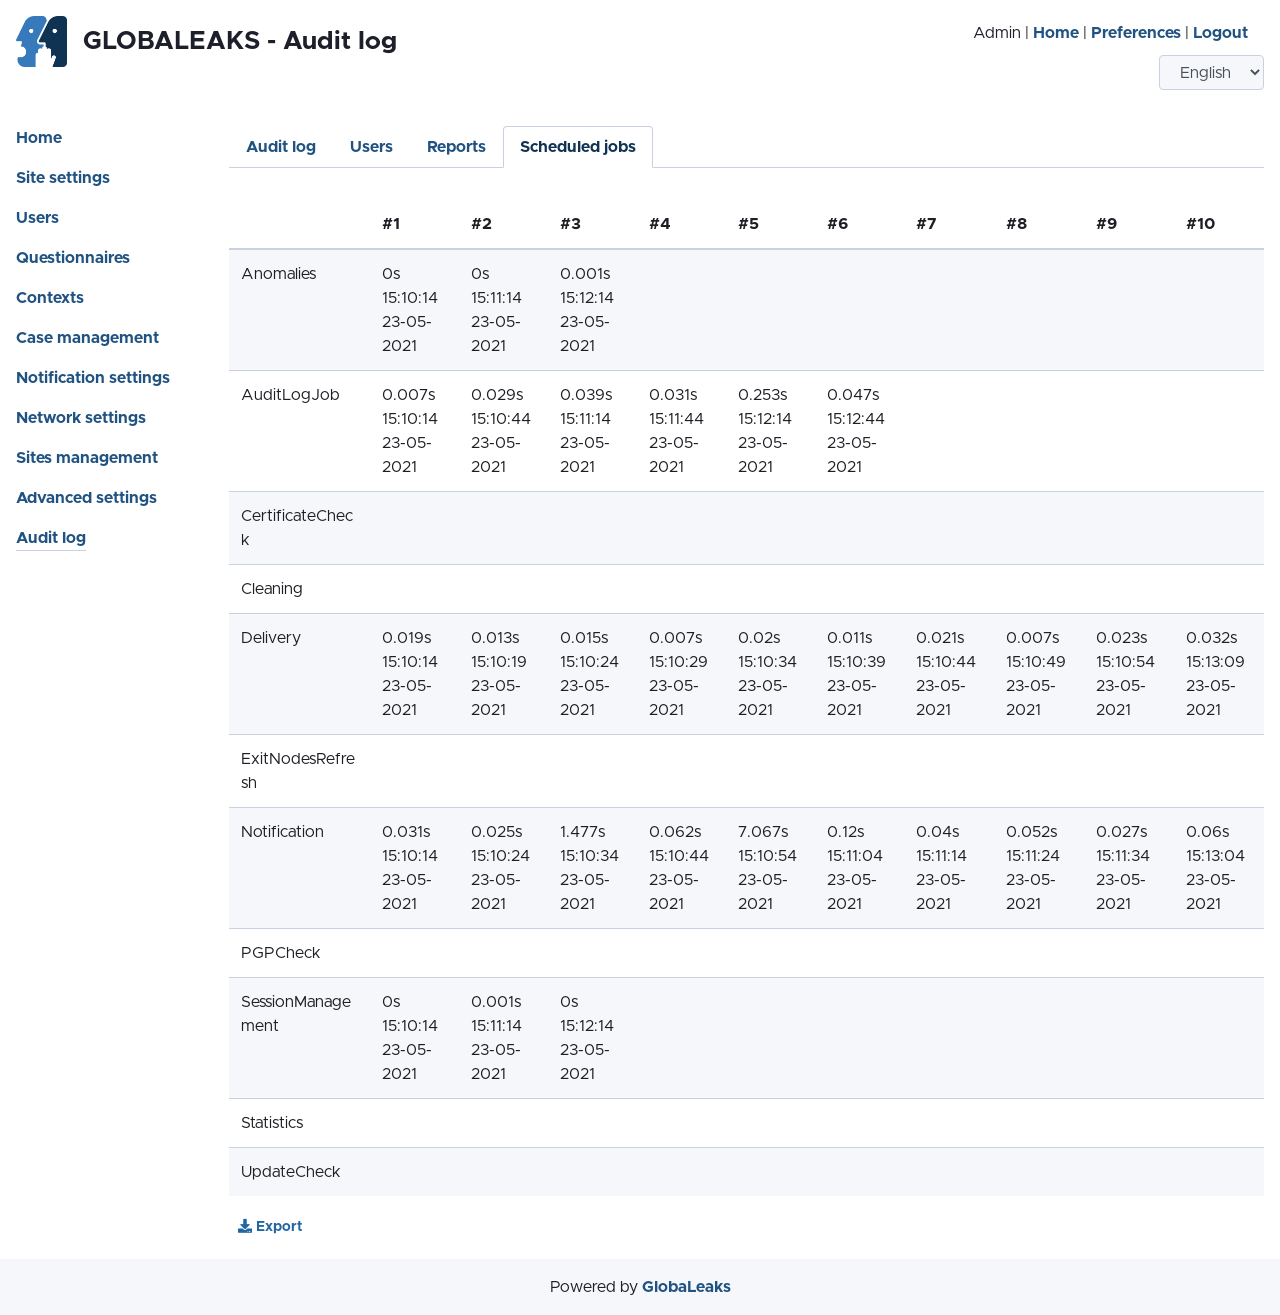 GLOBALEAKS - Audit log
Admin | Home | Preferences | Logout
English
Home
Site settings
Users
Questionnaires
Contexts
Case management
Notification settings
Network settings
Sites management
Advanced settings
Audit log
Audit log Users Reports Scheduled jobs
#1 #2 #3 #4 #5 #6 #7 #8 #9 #10
Anomalies 0s 0s 0.001s
15:10:14 15:11:14 15:12:14
23-05- 23-05- 23-05-
2021 2021 2021
AuditLogJob 0.007s 0.029s 0.039s 0.031s 0.253s 0.047s
15:10:14 15:10:44 15:11:14 15:11:44 15:12:14 15:12:44
23-05- 23-05- 23-05- 23-05- 23-05- 23-05-
2021 2021 2021 2021 2021 2021
CertificateChec
k
Cleaning
Delivery 0.019s 0.013s 0.015s 0.007s 0.02s 0.011s 0.021s 0.007s 0.023s 0.032s
15:10:14 15:10:19 15:10:24 15:10:29 15:10:34 15:10:39 15:10:44 15:10:49 15:10:54 15:13:09
23-05- 23-05- 23-05- 23-05- 23-05- 23-05- 23-05- 23-05- 23-05- 23-05-
2021 2021 2021 2021 2021 2021 2021 2021 2021 2021
ExitNodesRefre
sh
Notification 0.031s 0.025s 1.477s 0.062s 7.067s 0.12s 0.04s 0.052s 0.027s 0.06s
15:10:14 15:10:24 15:10:34 15:10:44 15:10:54 15:11:04 15:11:14 15:11:24 15:11:34 15:13:04
23-05- 23-05- 23-05- 23-05- 23-05- 23-05- 23-05- 23-05- 23-05- 23-05-
2021 2021 2021 2021 2021 2021 2021 2021 2021 2021
PGPCheck
SessionManage 0s 0.001s 0s
ment 15:10:14 15:11:14 15:12:14
23-05- 23-05- 23-05-
2021 2021 2021
Statistics
UpdateCheck
Export
Powered by GlobaLeaks